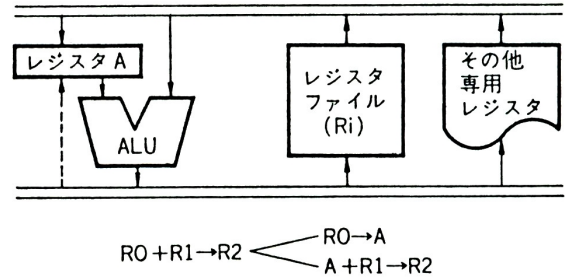 レジスタA
ALU
レジスタ
ファイル
(Ri)
その他
専用
レジスタ
R0+R1→R2
R0→A
A+R1→R2